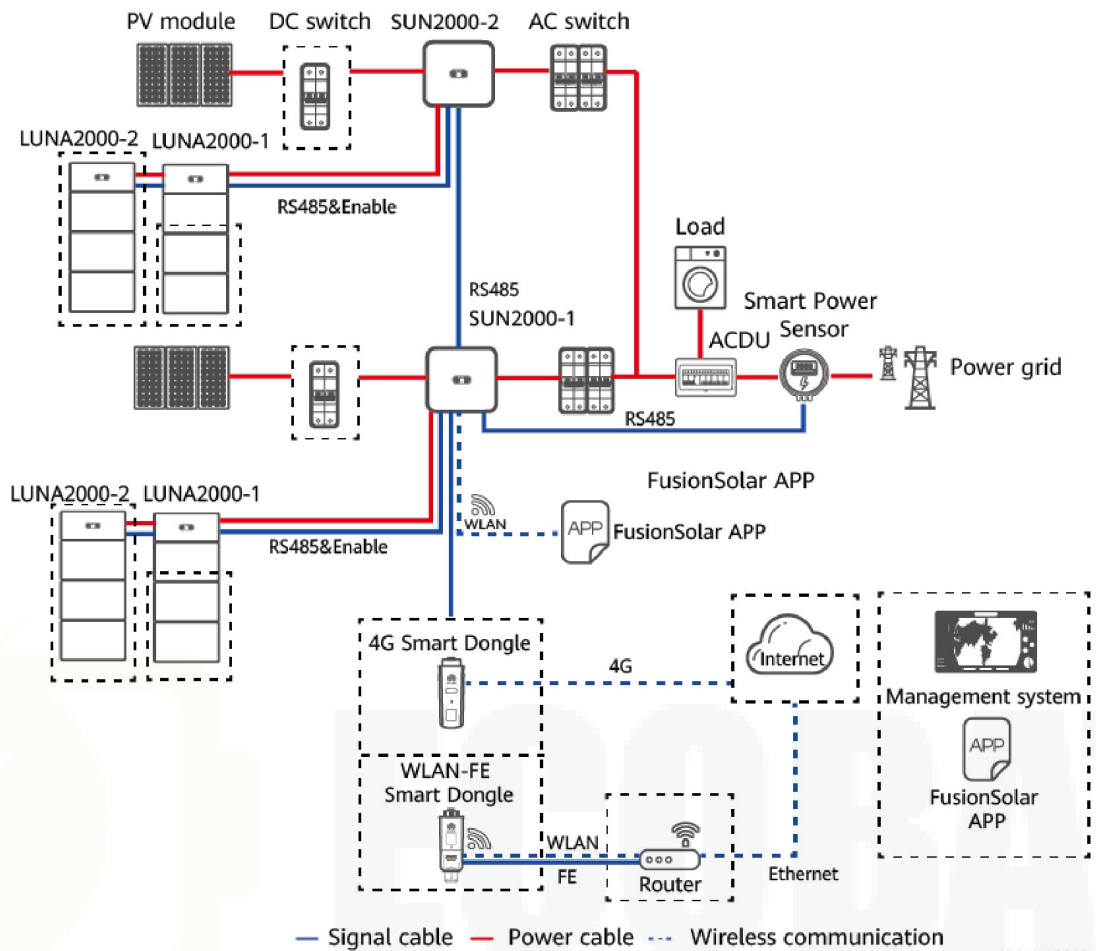 PV module
DC switch
SUN2000-2
AC switch
LUNA2000-2
LUNA2000-1
RS485&Enable
Load
RS485
SUN2000-1
Smart Power
Sensor
ACDU
Power grid
RS485
LUNA2000-2
LUNA2000-1
RS485&Enable
WLAN
FusionSolar APP
APP
FusionSolar APP
4G Smart Dongle
4G
Internet
Management system
APP
FusionSolar
APP
WLAN-FE
Smart Dongle
WLAN
FE
Router
Ethernet
Signal cable
Power cable
Wireless communication
ECOBA